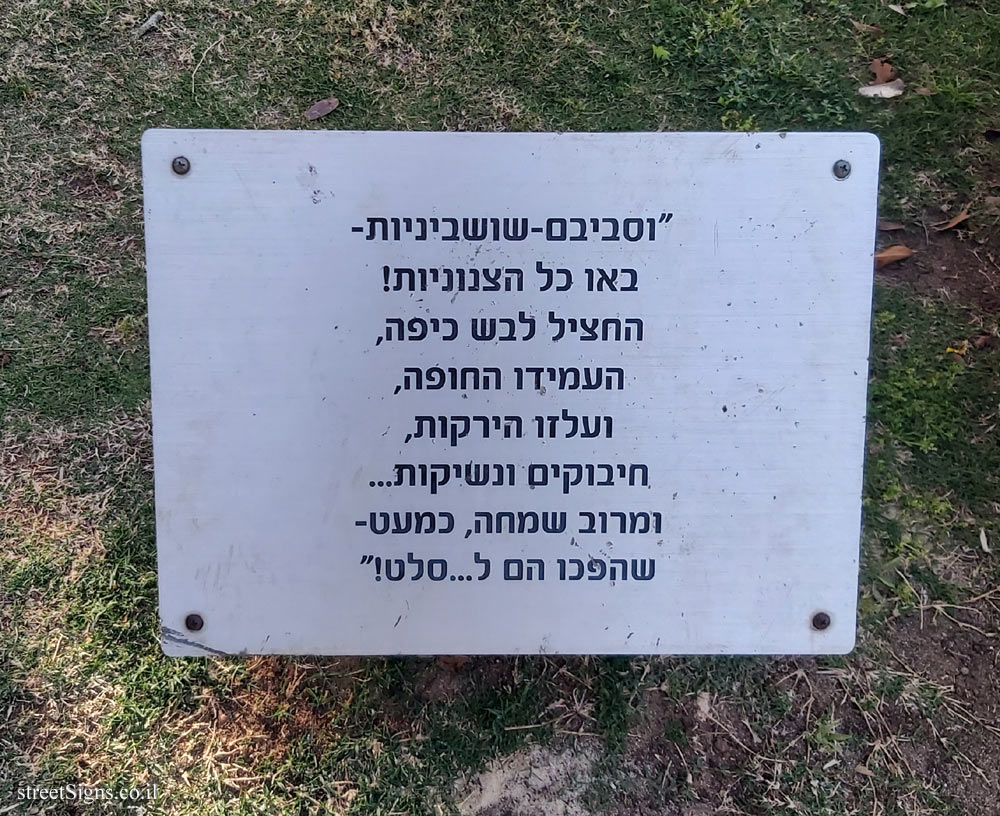 "וסביבם-שושביניות-
באו כל הצנוניות!
החציל לבש כיפה,
העמידו החופה,
ועלזו הירקות,
חיבוקים ונשיקות...
ומרוב שמחה, כמעט-
שהפכו הם ל...סלט!"
streetSigns.co.il